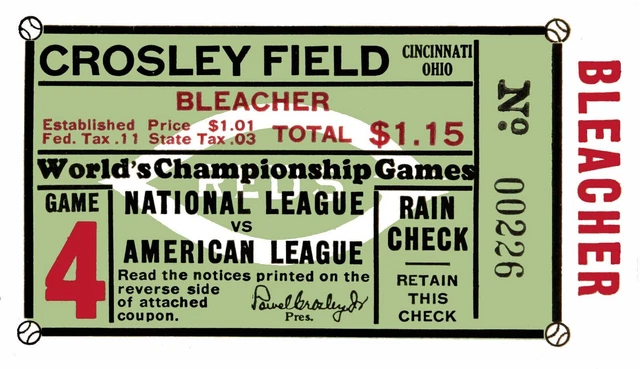 CROSLEY FIELD
CINCINNATI
OHIO
BLEACHER
Established Price $1.01
Fed. Tax .11 State Tax .03
TOTAL $1.15
World's Championship Games
REDS
GAME
4
NATIONAL LEAGUE
VS
AMERICAN LEAGUE
Read the notices printed on the
reverse side
of attached
coupon.
Powel Crosley Jr
Pres.
RAIN
CHECK
RETAIN
THIS
CHECK
No. 00226
BLEACHER